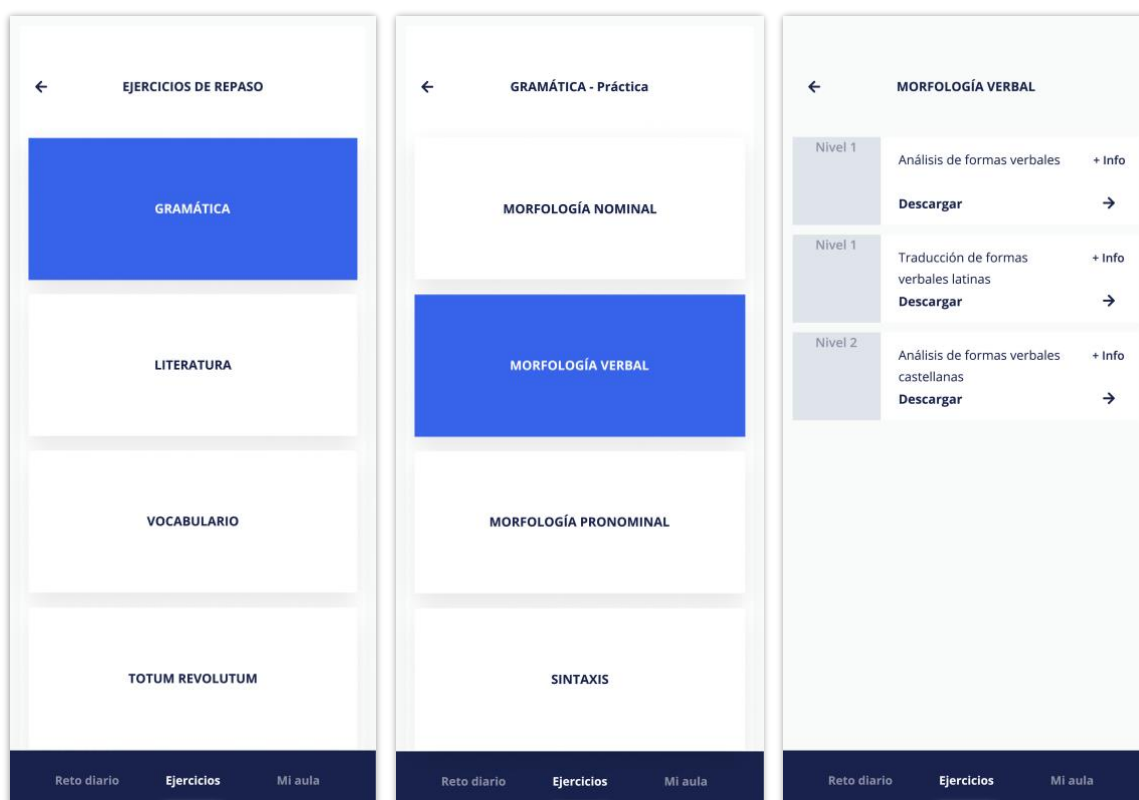 EJERCICIOS DE REPASO
GRAMÁTICA
LITERATURA
VOCABULARIO
TOTUM REVOLUTUM
Reto diario Ejercicios Mi aula
GRAMÁTICA - Práctica
MORFOLOGÍA NOMINAL
MORFOLOGÍA VERBAL
MORFOLOGÍA PRONOMINAL
SINTAXIS
Reto diario Ejercicios Mi aula
MORFOLOGÍA VERBAL
Nivel 1
Análisis de formas verbales + Info
Descargar
Nivel 1
Traducción de formas + Info
verbales latinas
Descargar
Nivel 2
Análisis de formas verbales + Info
castellanas
Descargar
Reto diario Ejercicios Mi aula